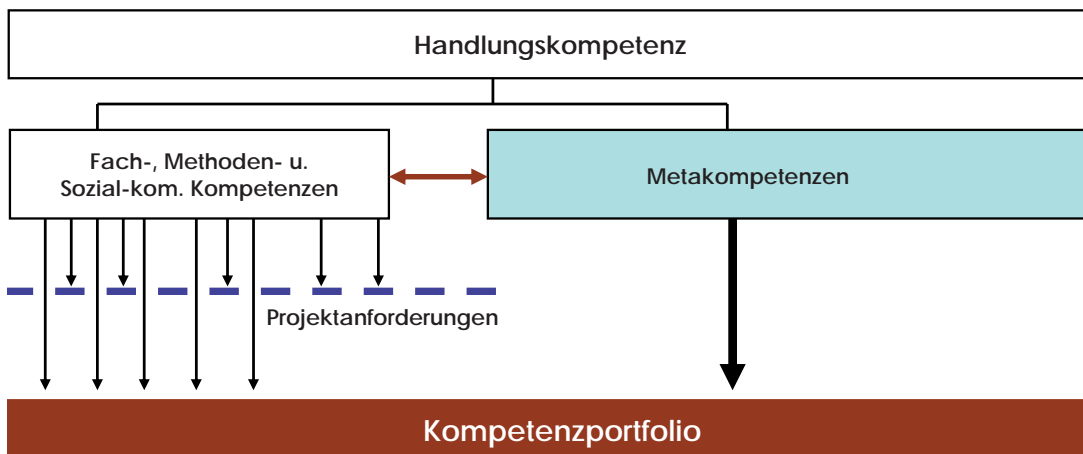 Handlungskompetenz
Fach-, Methoden- u.
Sozial-kom. Kompetenzen
Metakompetenzen
Projektanforderungen
Kompetenzportfolio